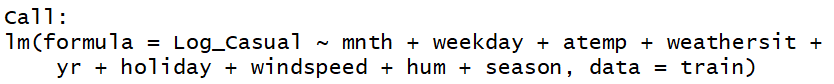 Call:
lm(formula = Log_Casual ~ mnth + weekday + atemp + weathersit +
    yr + holiday + windspeed + hum + season, data = train)